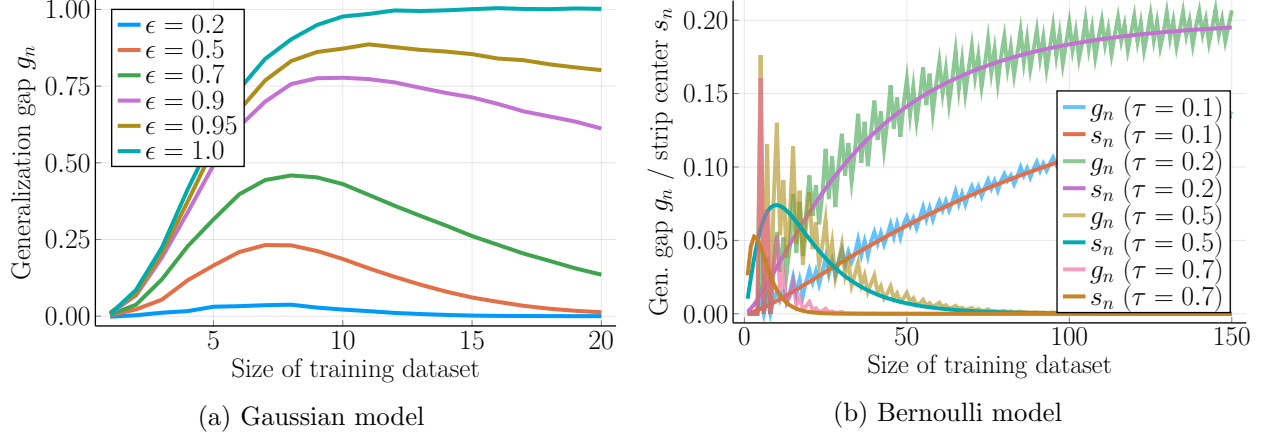 Generalization gap g_n
1.00
0.75
0.50
0.25
0.00
ϵ = 0.2
ϵ = 0.5
ϵ = 0.7
ϵ = 0.9
ϵ = 0.95
ϵ = 1.0
5 10 15 20
Size of training dataset
(a) Gaussian model
Gen. gap g_n / strip center s_n
0.20
0.15
0.10
0.05
0.00
g_n (τ = 0.1)
s_n (τ = 0.1)
g_n (τ = 0.2)
s_n (τ = 0.2)
g_n (τ = 0.5)
s_n (τ = 0.5)
g_n (τ = 0.7)
s_n (τ = 0.7)
0 50 100 150
Size of training dataset
(b) Bernoulli model